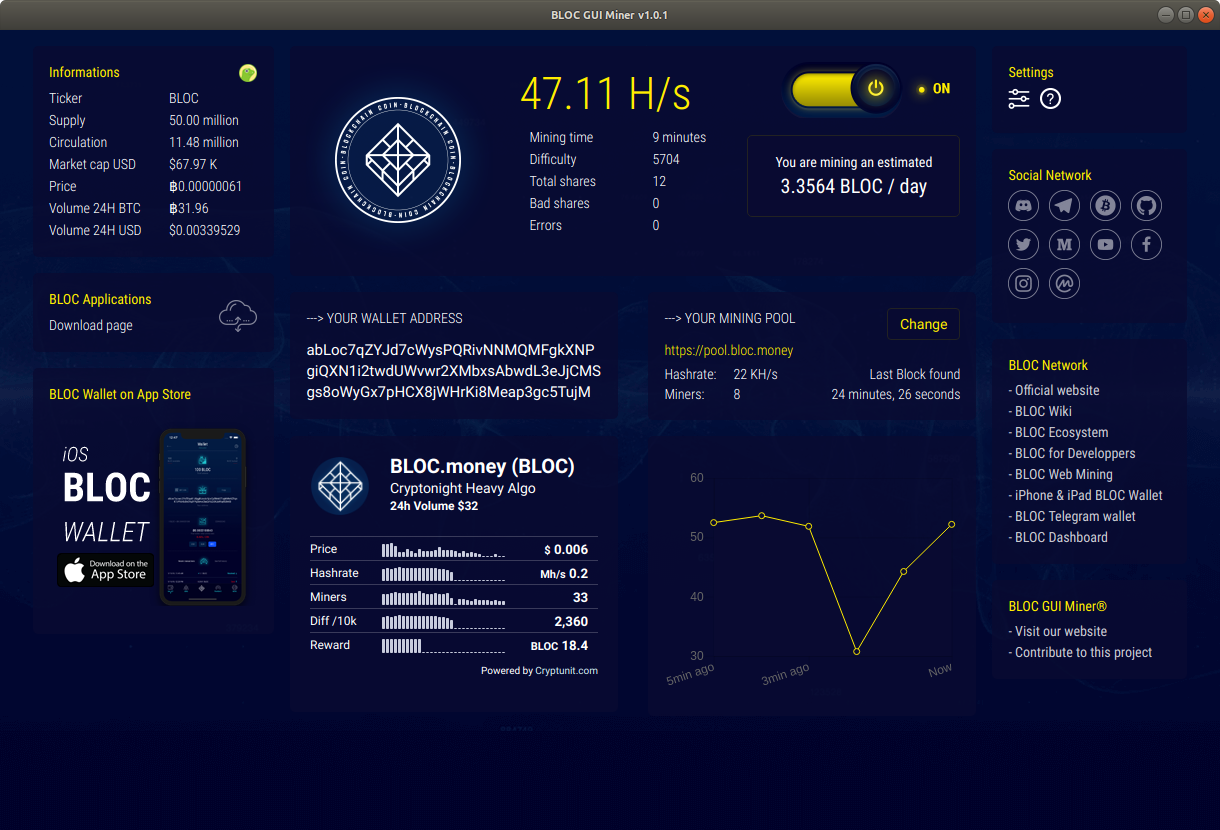 BLOC GUI Miner v1.0.1
Informations
Ticker BLOC
Supply 50.00 million
Circulation 11.48 million
Market cap USD $67.97 K
Price ฿0.00000061
Volume 24H BTC ฿31.96
Volume 24H USD $0.00339529
BLOC Applications
Download page
BLOC Wallet on App Store
iOS
BLOC
WALLET
Download on the
App Store
COIN·BLOCKCHAIN COIN·BLOCKCHAIN COIN·BLOCKCHAIN
47.11 H/s
Mining time 9 minutes
Difficulty 5704
Total shares 12
Bad shares 0
Errors 0
ON
You are mining an estimated
3.3564 BLOC / day
---> YOUR WALLET ADDRESS
abLoc7qZYJd7cWysPQRivNNMQMFgkXNP
giQXN1i2twdUWvwr2XMbxsAbwdL3eJjCMS
gs8oWyGx7pHCX8jWHrKi8Meap3gc5TujM
---> YOUR MINING POOL
Change
https://pool.bloc.money
Hashrate: 22 KH/s Last Block found
Miners: 8 24 minutes, 26 seconds
BLOC.money (BLOC)
Cryptonight Heavy Algo
24h Volume $32
Price $ 0.006
Hashrate Mh/s 0.2
Miners 33
Diff /10k 2,360
Reward BLOC 18.4
Powered by Cryptunit.com
60
50
40
30
5min ago 3min ago Now
Settings
Social Network
BLOC Network
- Official website
- BLOC Wiki
- BLOC Ecosystem
- BLOC for Developpers
- BLOC Web Mining
- iPhone & iPad BLOC Wallet
- BLOC Telegram wallet
- BLOC Dashboard
BLOC GUI Miner®
- Visit our website
- Contribute to this project